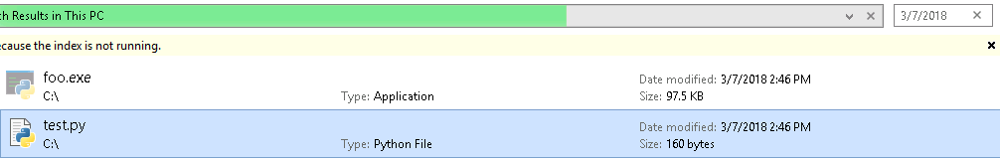 ch Results in This PC
3/7/2018
ecause the index is not running.
foo.exe
Date modified: 3/7/2018 2:46 PM
C:\
Type: Application
Size: 97.5 KB
test.py
Date modified: 3/7/2018 2:46 PM
C:\
Type: Python File
Size: 160 bytes